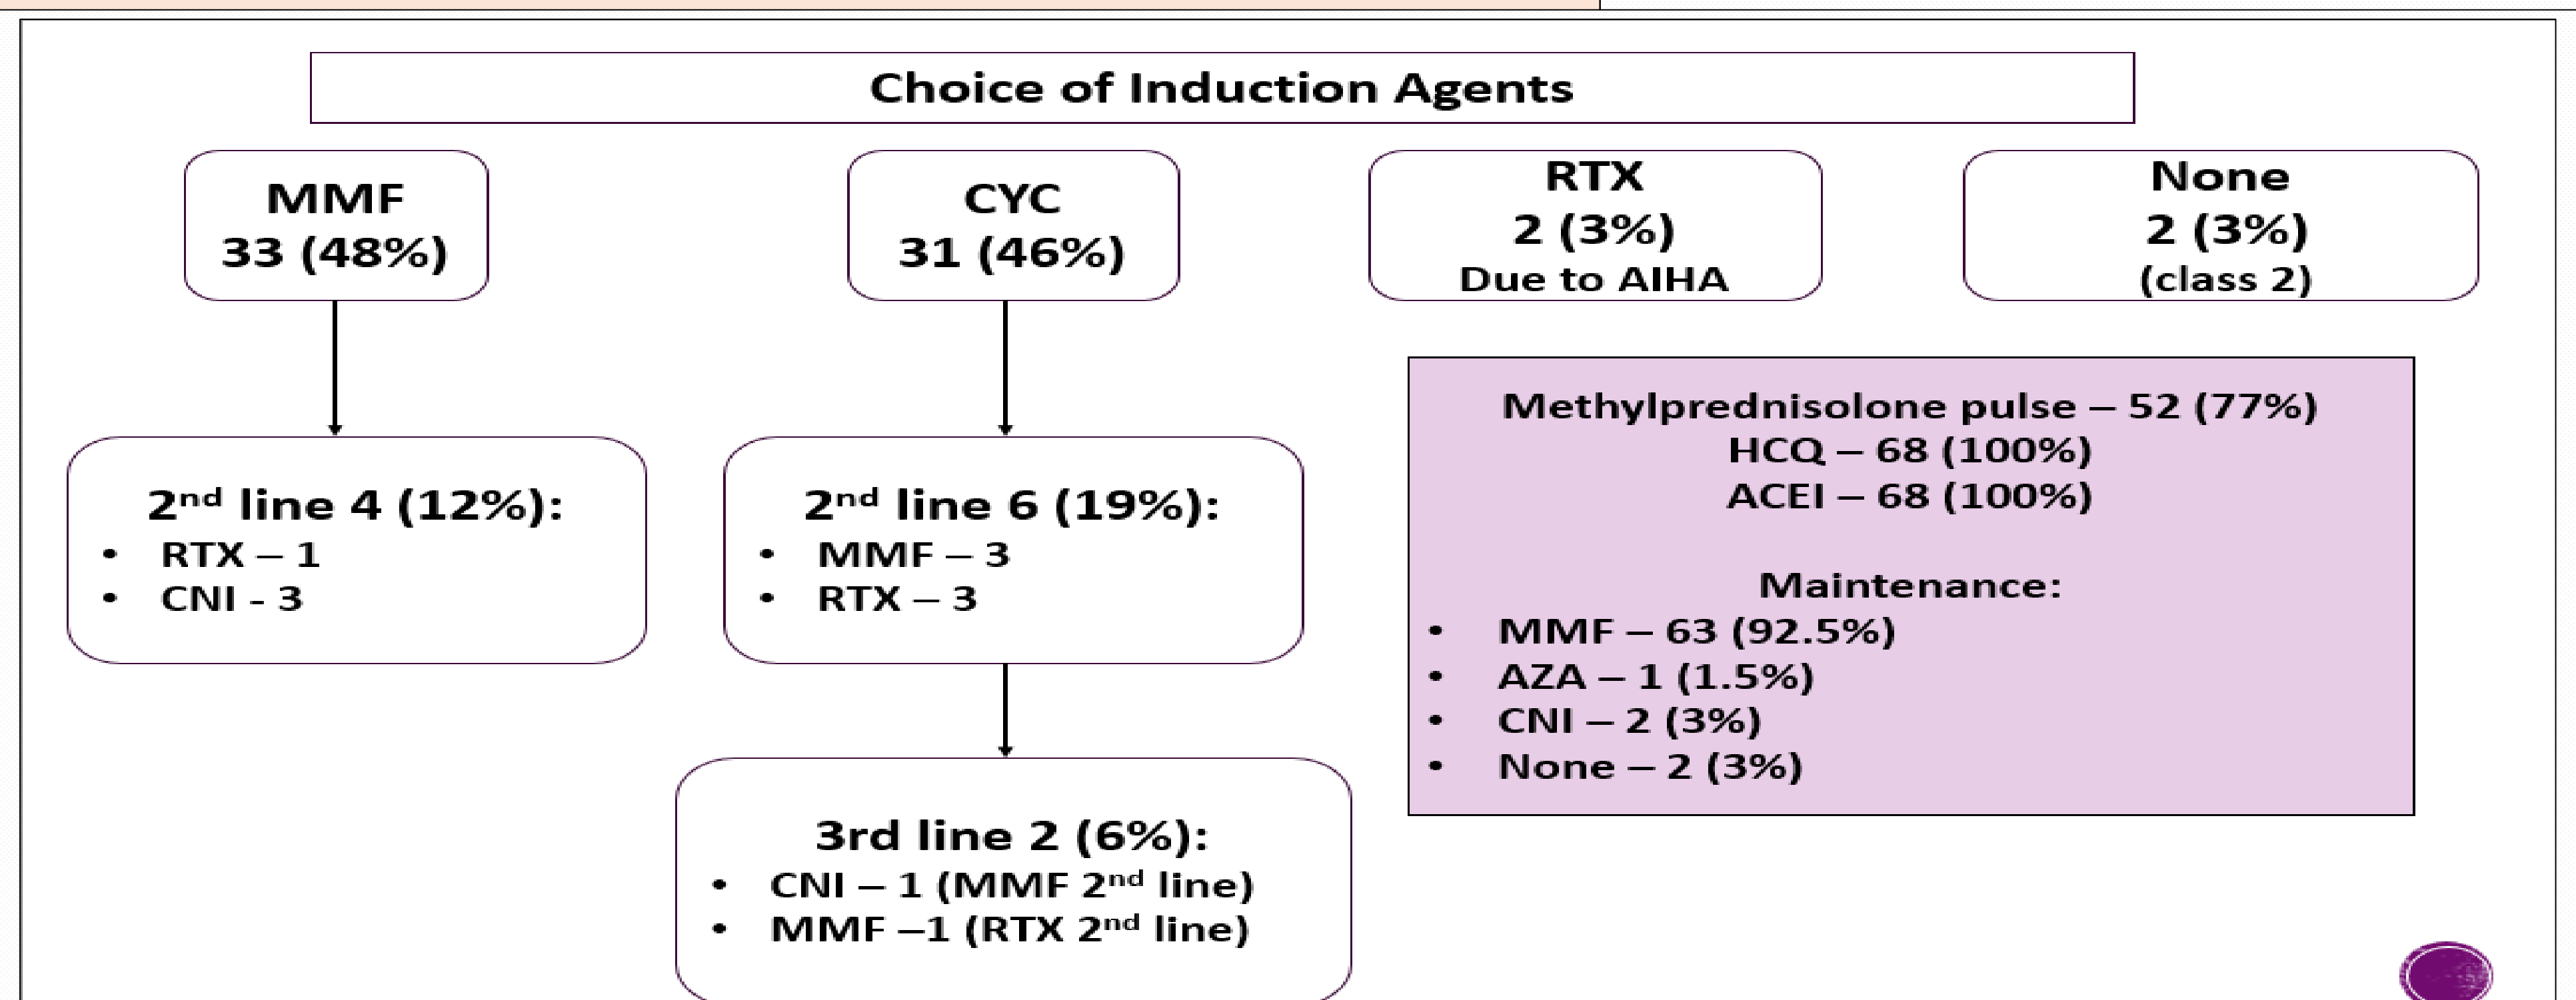 Choice of Induction Agents
MMF
33 (48%)
CYC
31 (46%)
RTX
2 (3%)
Due to AIHA
None
2 (3%)
(class 2)
2nd line 4 (12%):
• RTX – 1
• CNI - 3
2nd line 6 (19%):
• MMF – 3
• RTX – 3
3rd line 2 (6%):
• CNI – 1 (MMF 2nd line)
• MMF –1 (RTX 2nd line)
Methylprednisolone pulse – 52 (77%)
HCQ – 68 (100%)
ACEI – 68 (100%)
Maintenance:
• MMF – 63 (92.5%)
• AZA – 1 (1.5%)
• CNI – 2 (3%)
• None – 2 (3%)